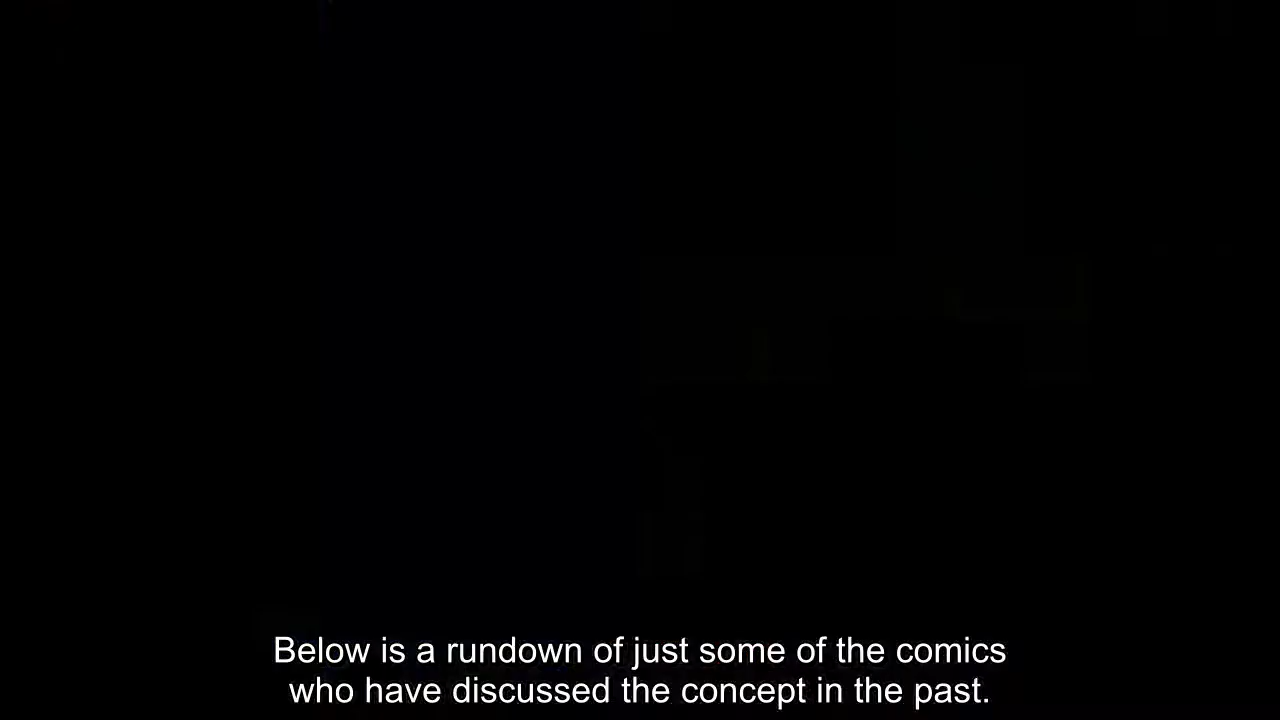 Below is a rundown of just some of the comics
who have discussed the concept in the past.